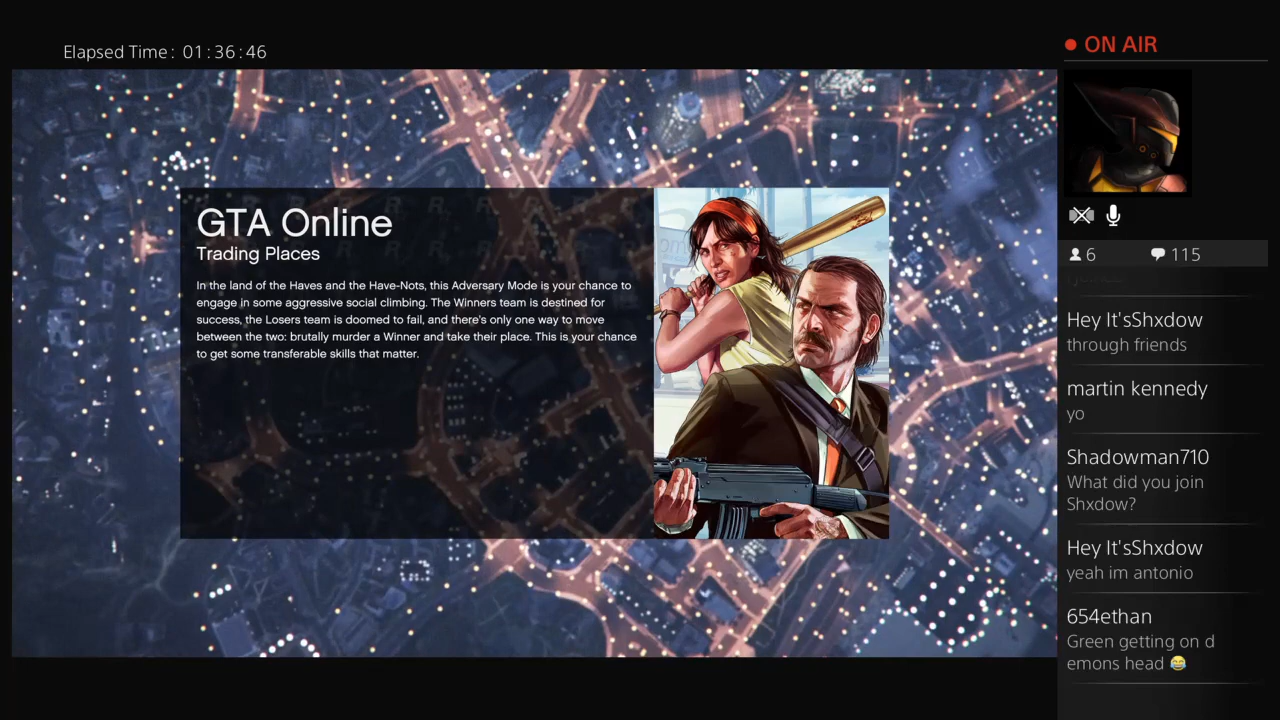 Elapsed Time: 01:36:46
ON AIR
GTA Online
Trading Places
In the land of the Haves and the Have-Nots, this Adversary Mode is your chance to
engage in some aggressive social climbing. The Winners team is destined for
success, the Losers team is doomed to fail, and there's only one way to move
between the two: brutally murder a Winner and take their place. This is your chance
to get some transferable skills that matter.
6
115
Hey It'sShxdow
through friends
martin kennedy
yo
Shadowman710
What did you join
Shxdow?
Hey It'sShxdow
yeah im antonio
654ethan
Green getting on d
emons head 😂